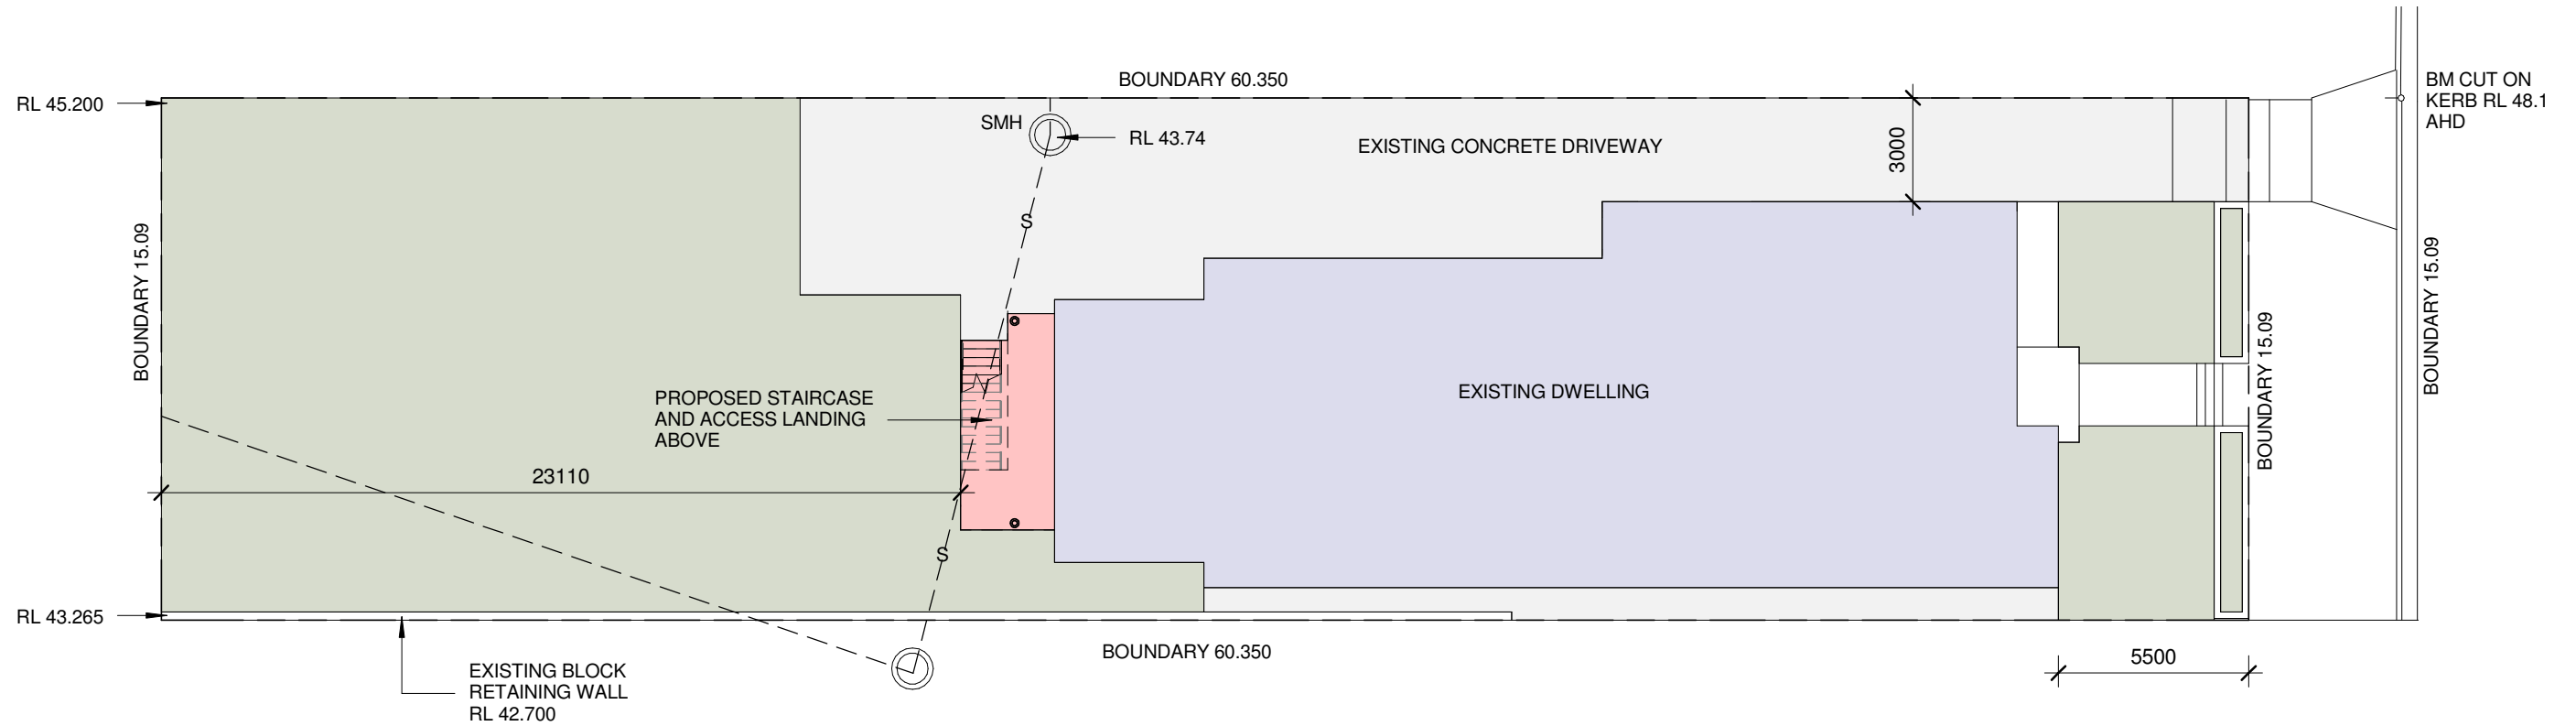 BOUNDARY 60.350
RL 45.200
BM CUT ON
KERB RL 48.1
AHD
SMH
RL 43.74
EXISTING CONCRETE DRIVEWAY
3000
S
BOUNDARY 15.09
BOUNDARY 15.09
BOUNDARY 15.09
PROPOSED STAIRCASE
AND ACCESS LANDING
ABOVE
EXISTING DWELLING
23110
S
RL 43.265
BOUNDARY 60.350
5500
EXISTING BLOCK
RETAINING WALL
RL 42.700